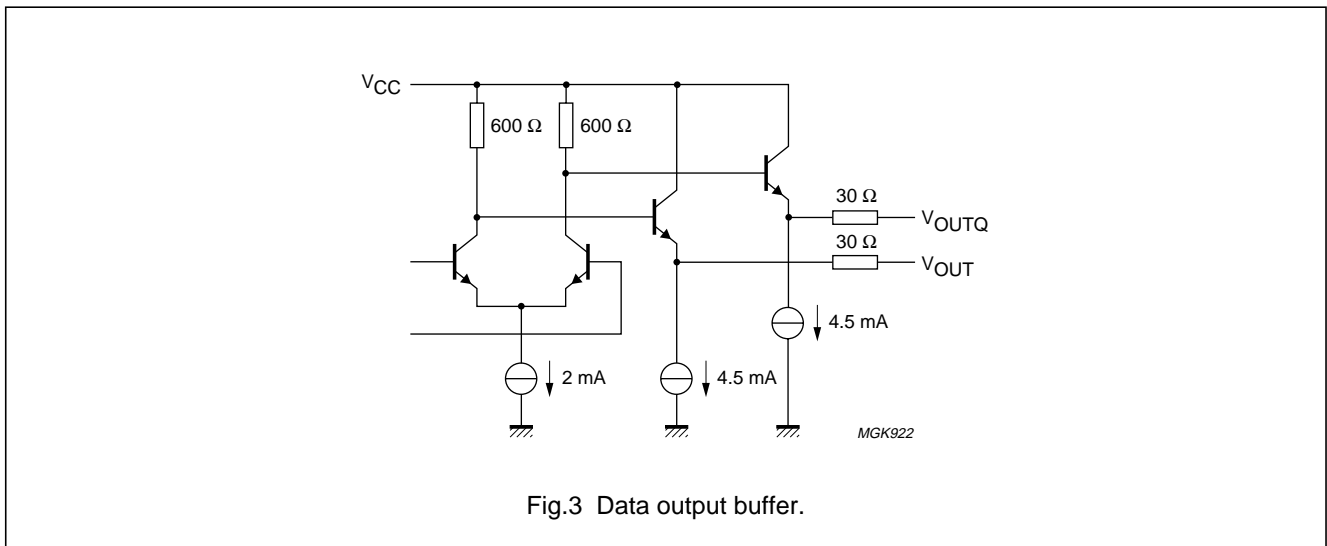 VCC
600 Ω
600 Ω
30 Ω
VOUTQ
30 Ω
VOUT
4.5 mA
2 mA
4.5 mA
MGK922
Fig.3 Data output buffer.